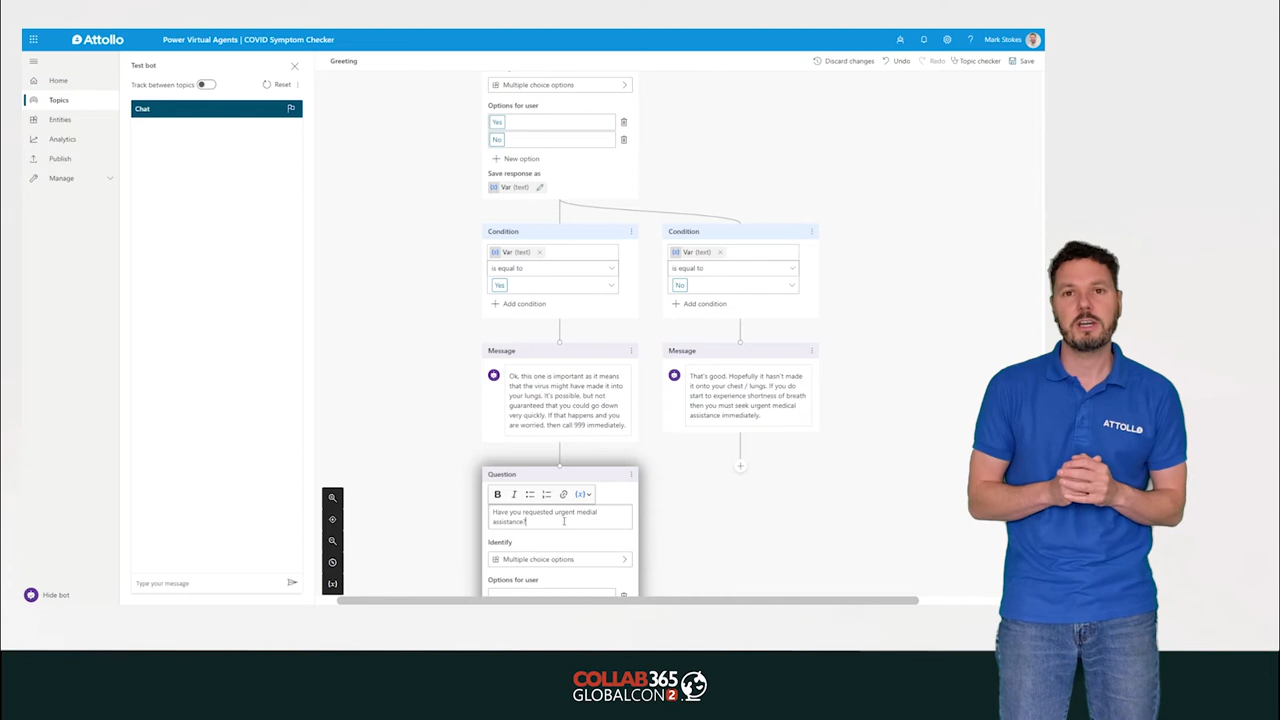 Attollo
Power Virtual Agents | COVID Symptom Checker
Mark Stokes
Home
Topics
Entities
Analytics
Publish
Manage
Hide bot
Test bot
Track between topics
Reset
Chat
Type your message
Greeting
Discard changes
Undo
Redo
Topic checker
Save
Multiple choice options
Options for user
Yes
No
New option
Save response as
{x} Var (text)
Condition
{x} Var (text)
is equal to
Yes
Add condition
Condition
{x} Var (text)
is equal to
No
Add condition
Message
Ok, this one is important as it means
that the virus might have made it into
your lungs. It's possible, but not
guaranteed that you could go down
very quickly. If that happens and you
are worried, then call 999 immediately.
Message
That's good. Hopefully it hasn't made
it onto your chest / lungs. If you do
start to experience shortness of breath
then you must seek urgent medical
assistance immediately.
Question
B I {x}
Have you requested urgent medial
assistance?
Identify
Multiple choice options
Options for user
{x}
ATTOLLO
COLLAB365
GLOBALCON2